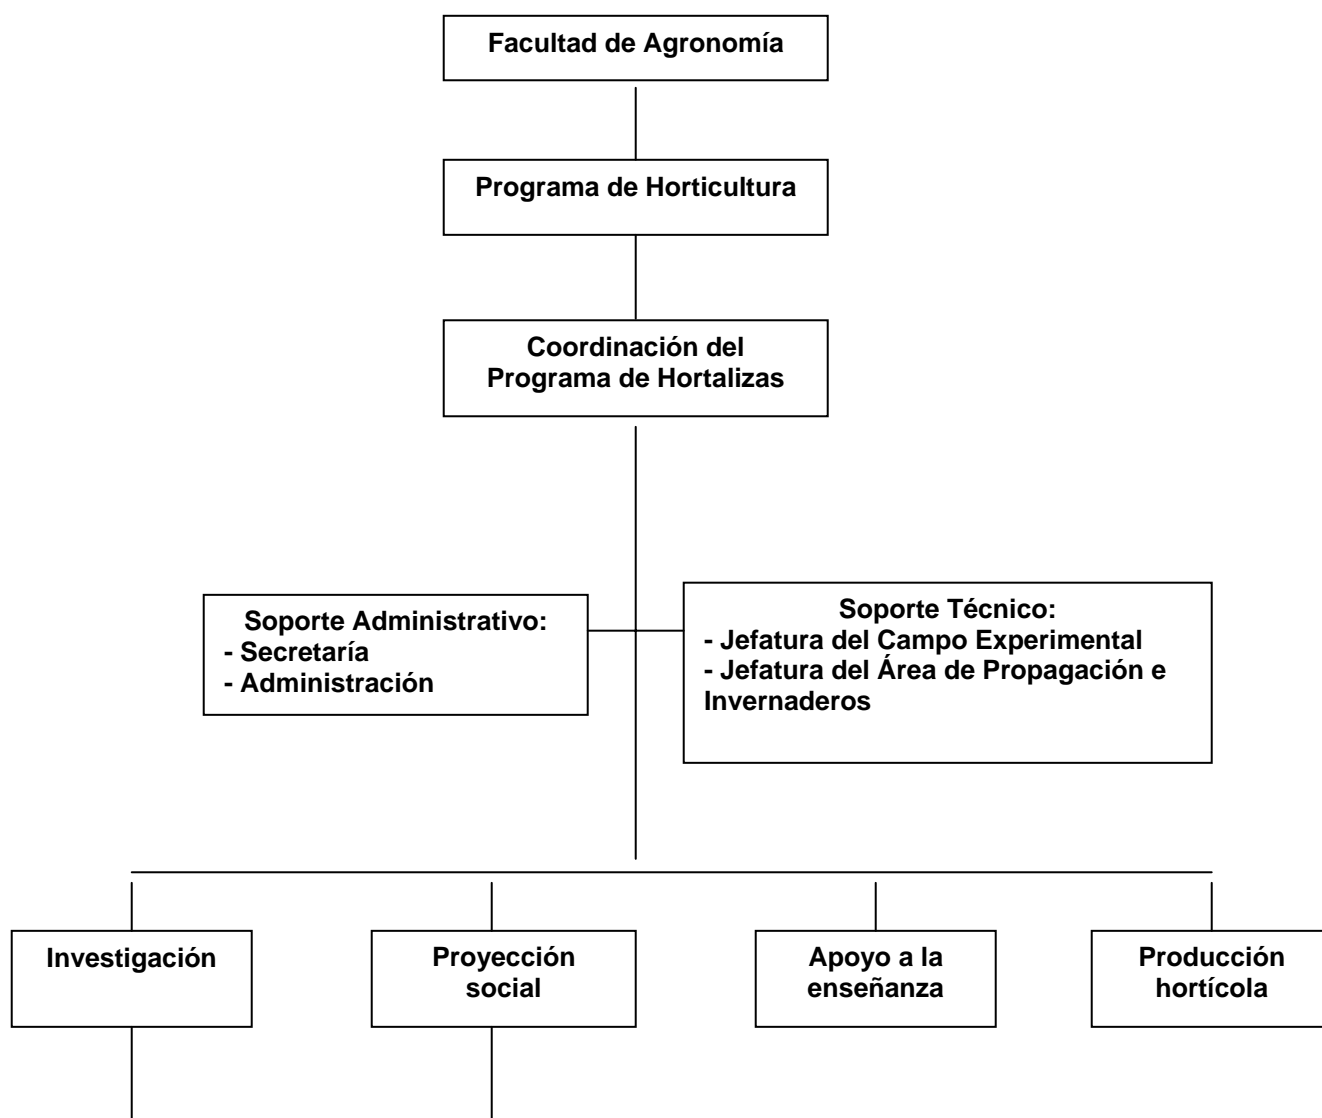 Facultad de Agronomía
Programa de Horticultura
Coordinación del
Programa de Hortalizas
Soporte Administrativo:
- Secretaría
- Administración
Soporte Técnico:
- Jefatura del Campo Experimental
- Jefatura del Área de Propagación e
Invernaderos
Investigación
Proyección
social
Apoyo a la
enseñanza
Producción
hortícola